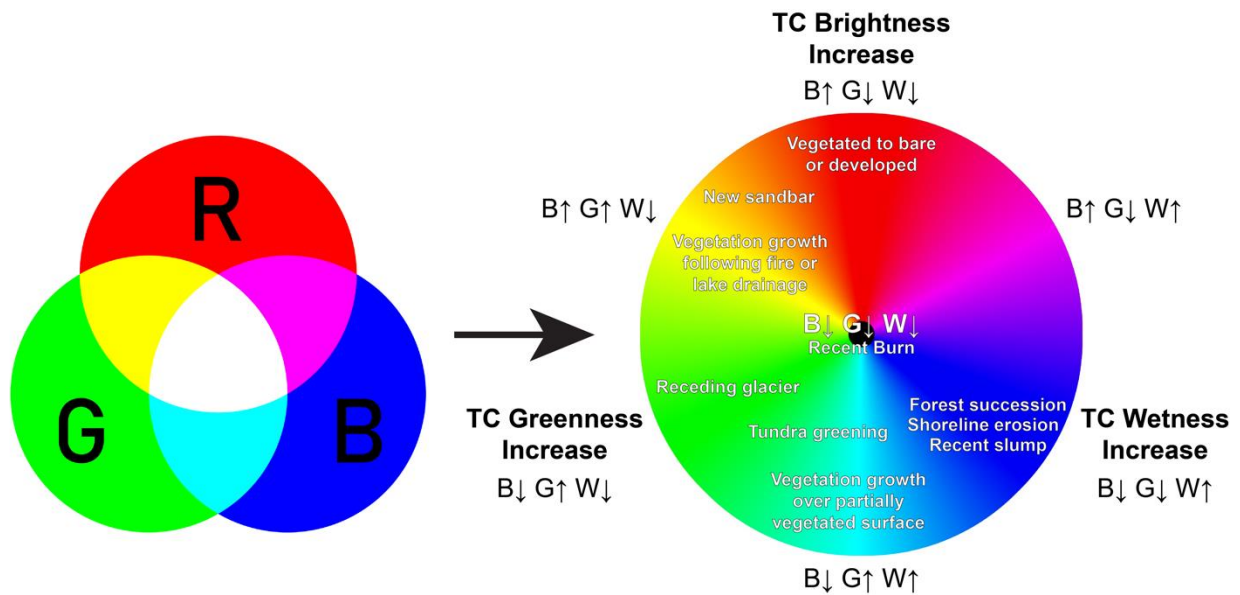 R
G
B
TC Brightness
Increase
B↑ G↓ W↓
B↑ G↑ W↓
B↑ G↓ W↑
Vegetated to bare
or developed
New sandbar
Vegetation growth
following fire or
lake drainage
B↓ G↓ W↓
Recent Burn
Receding glacier
Tundra greening
Forest succession
Shoreline erosion
Recent slump
Vegetation growth
over partially
vegetated surface
TC Greenness
Increase
B↓ G↑ W↓
TC Wetness
Increase
B↓ G↓ W↑
B↓ G↑ W↑